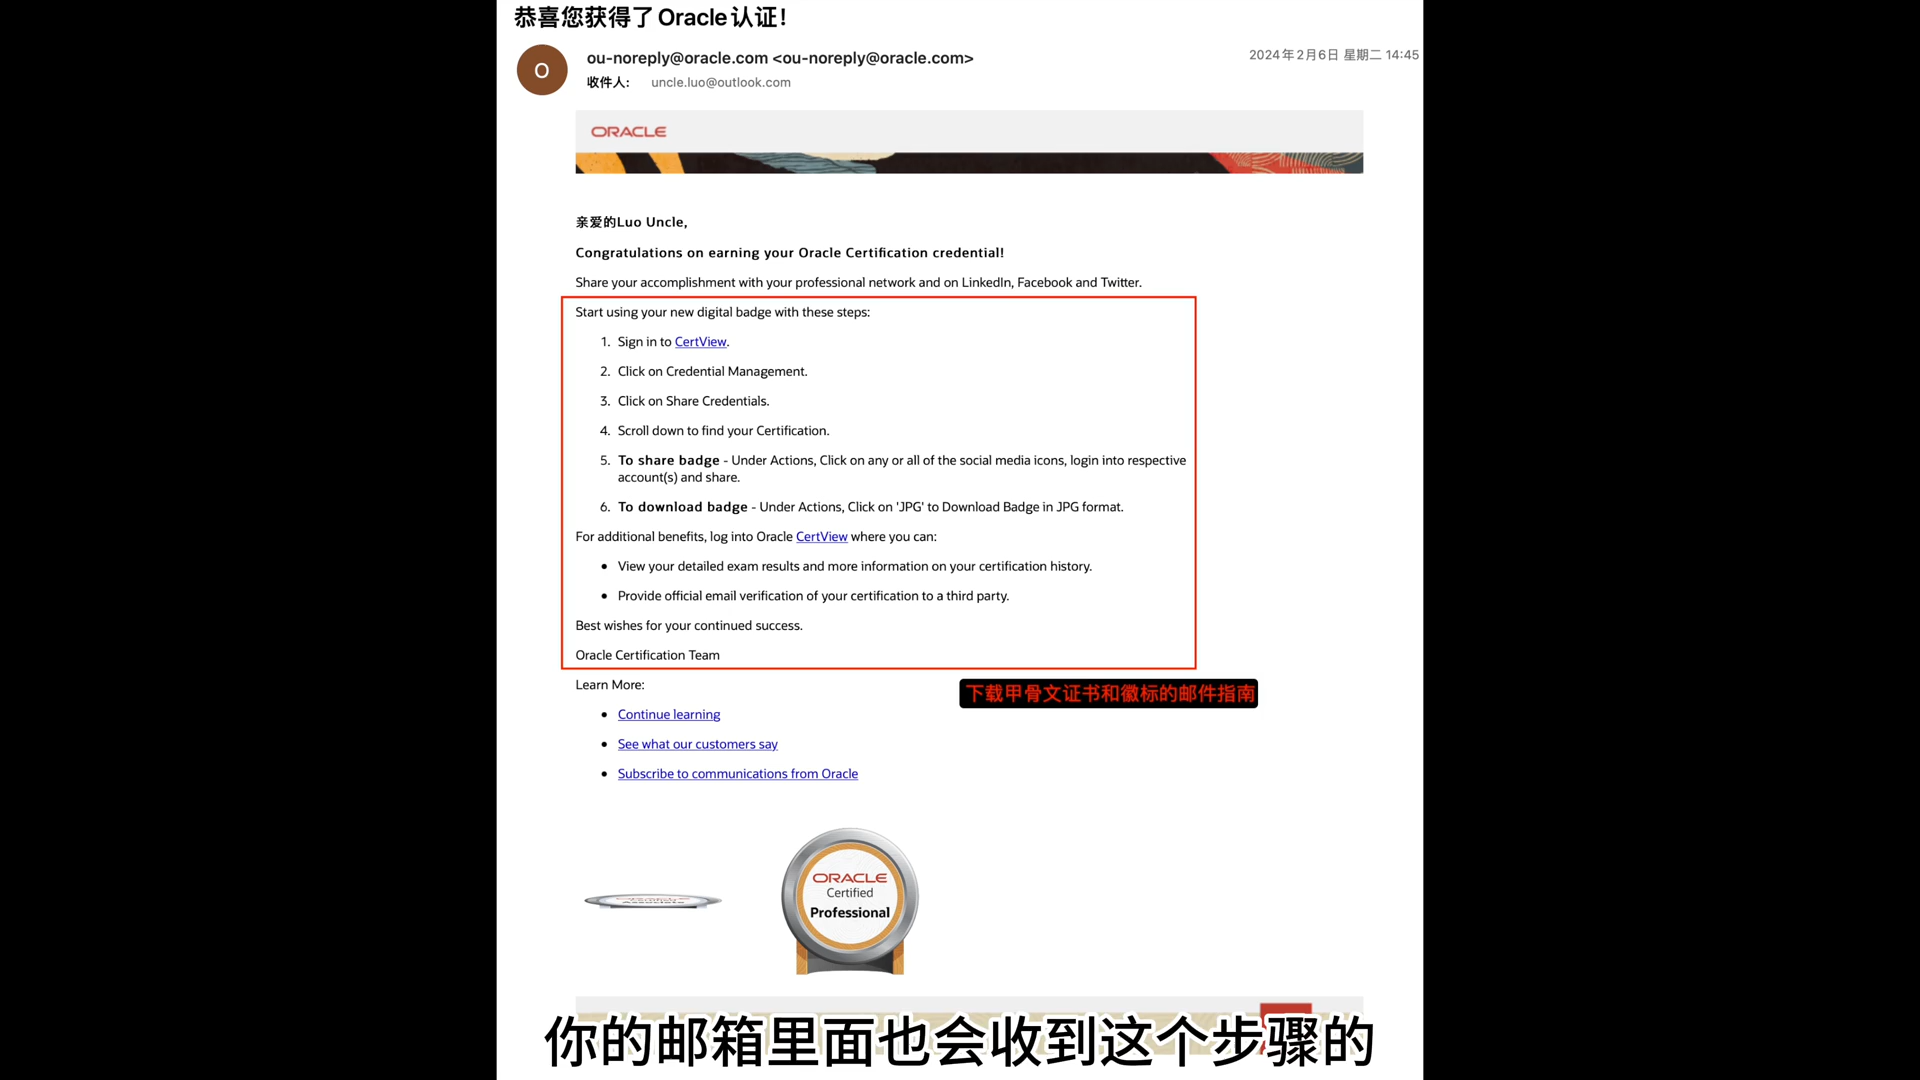 恭喜您获得了Oracle认证!
O
ou-noreply@oracle.com <ou-noreply@oracle.com>
2024年2月6日 星期二 14:45
收件人: uncle.luo@outlook.com
ORACLE
亲爱的Luo Uncle,
Congratulations on earning your Oracle Certification credential!
Share your accomplishment with your professional network and on LinkedIn, Facebook and Twitter.
Start using your new digital badge with these steps:
1. Sign in to CertView.
2. Click on Credential Management.
3. Click on Share Credentials.
4. Scroll down to find your Certification.
5. To share badge - Under Actions, Click on any or all of the social media icons, login into respective
account(s) and share.
6. To download badge - Under Actions, Click on 'JPG' to Download Badge in JPG format.
For additional benefits, log into Oracle CertView where you can:
• View your detailed exam results and more information on your certification history.
• Provide official email verification of your certification to a third party.
Best wishes for your continued success.
Oracle Certification Team
Learn More:
下载甲骨文证书和徽标的邮件指南
• Continue learning
• See what our customers say
• Subscribe to communications from Oracle
ORACLE
Certified
Professional
你的邮箱里面也会收到这个步骤的